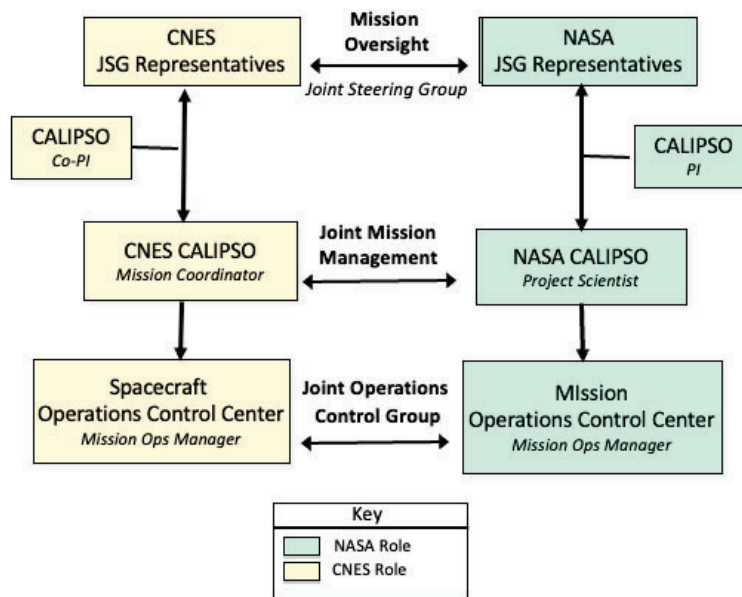 CNES
JSG Representatives
Mission
Oversight
Joint Steering Group
NASA
JSG Representatives
CALIPSO
Co-PI
CALIPSO
PI
CNES CALIPSO
Mission Coordinator
Joint Mission
Management
NASA CALIPSO
Project Scientist
Spacecraft
Operations Control Center
Mission Ops Manager
Joint Operations
Control Group
MIssion
Operations Control Center
Mission Ops Manager
Key
NASA Role
CNES Role